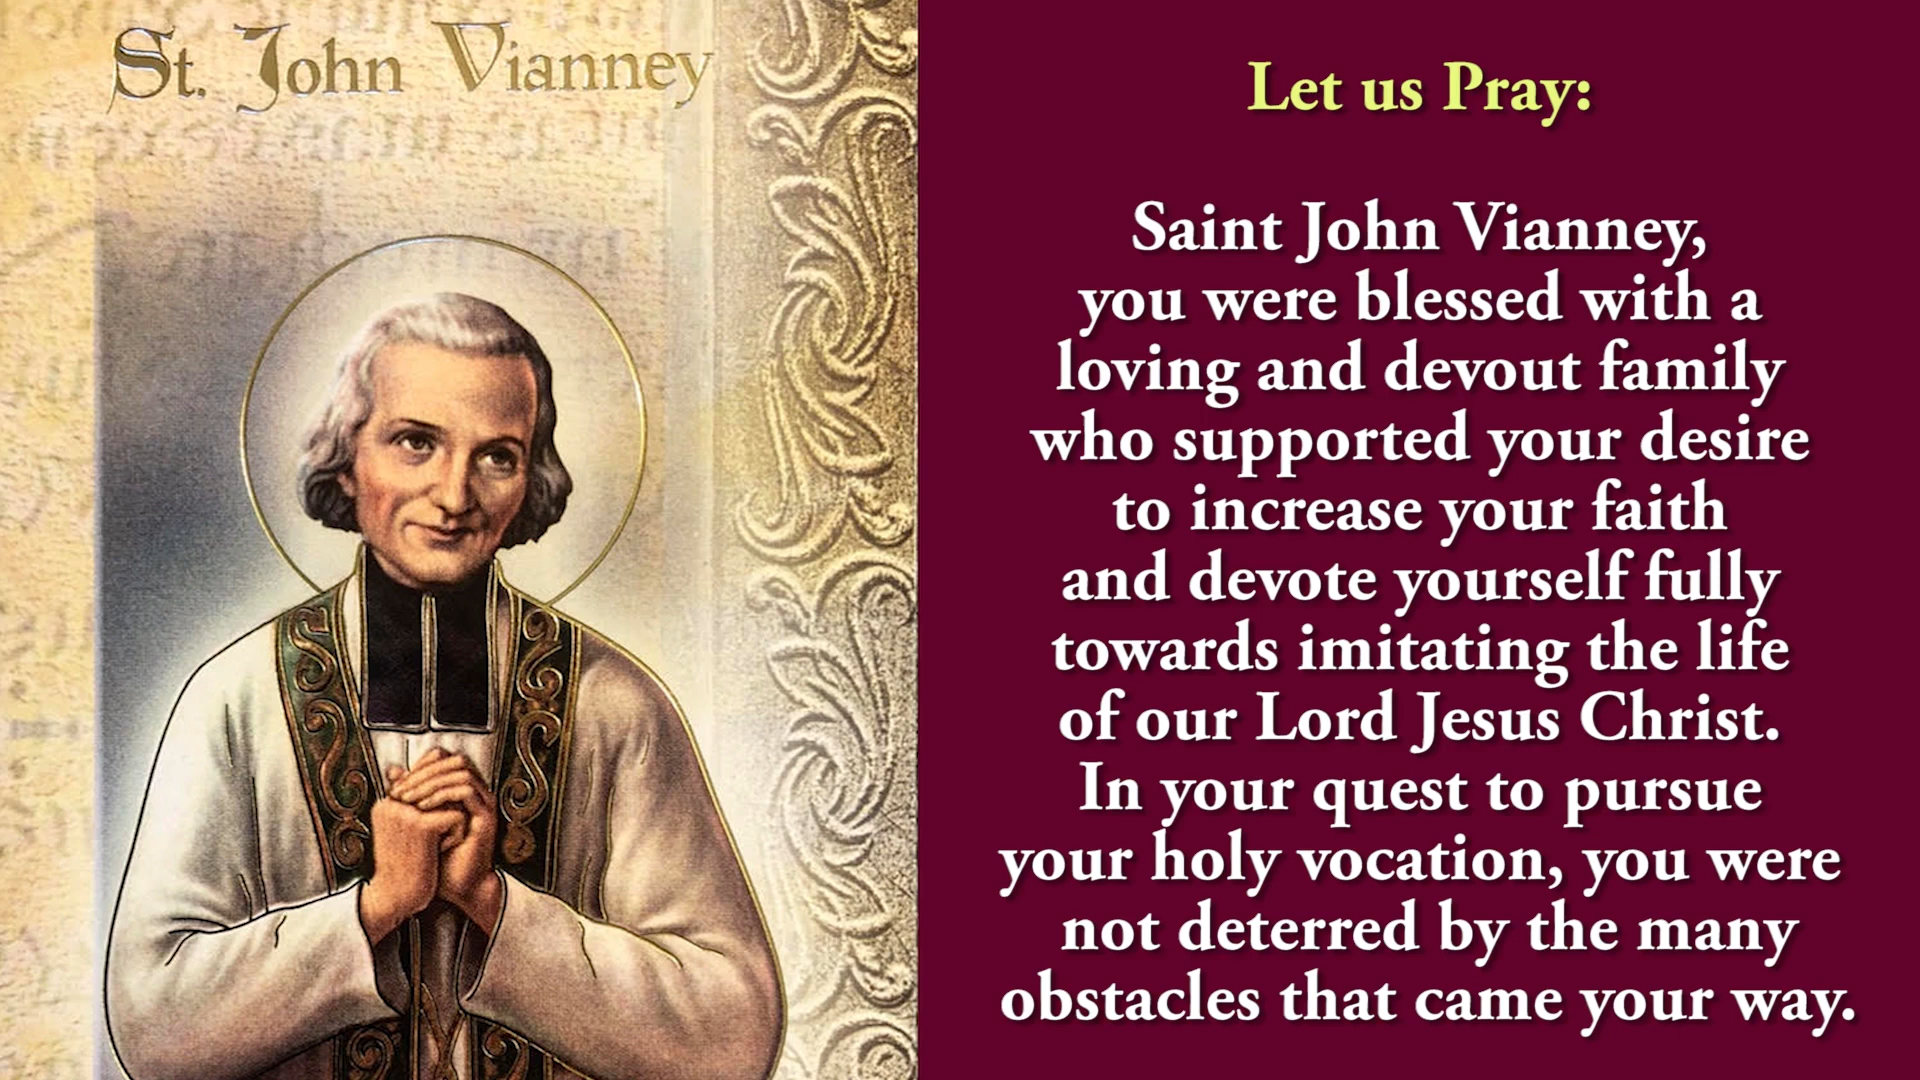 St. John Vianney
Let us Pray:
Saint John Vianney,
you were blessed with a
loving and devout family
who supported your desire
to increase your faith
and devote yourself fully
towards imitating the life
of our Lord Jesus Christ.
In your quest to pursue
your holy vocation, you were
not deterred by the many
obstacles that came your way.